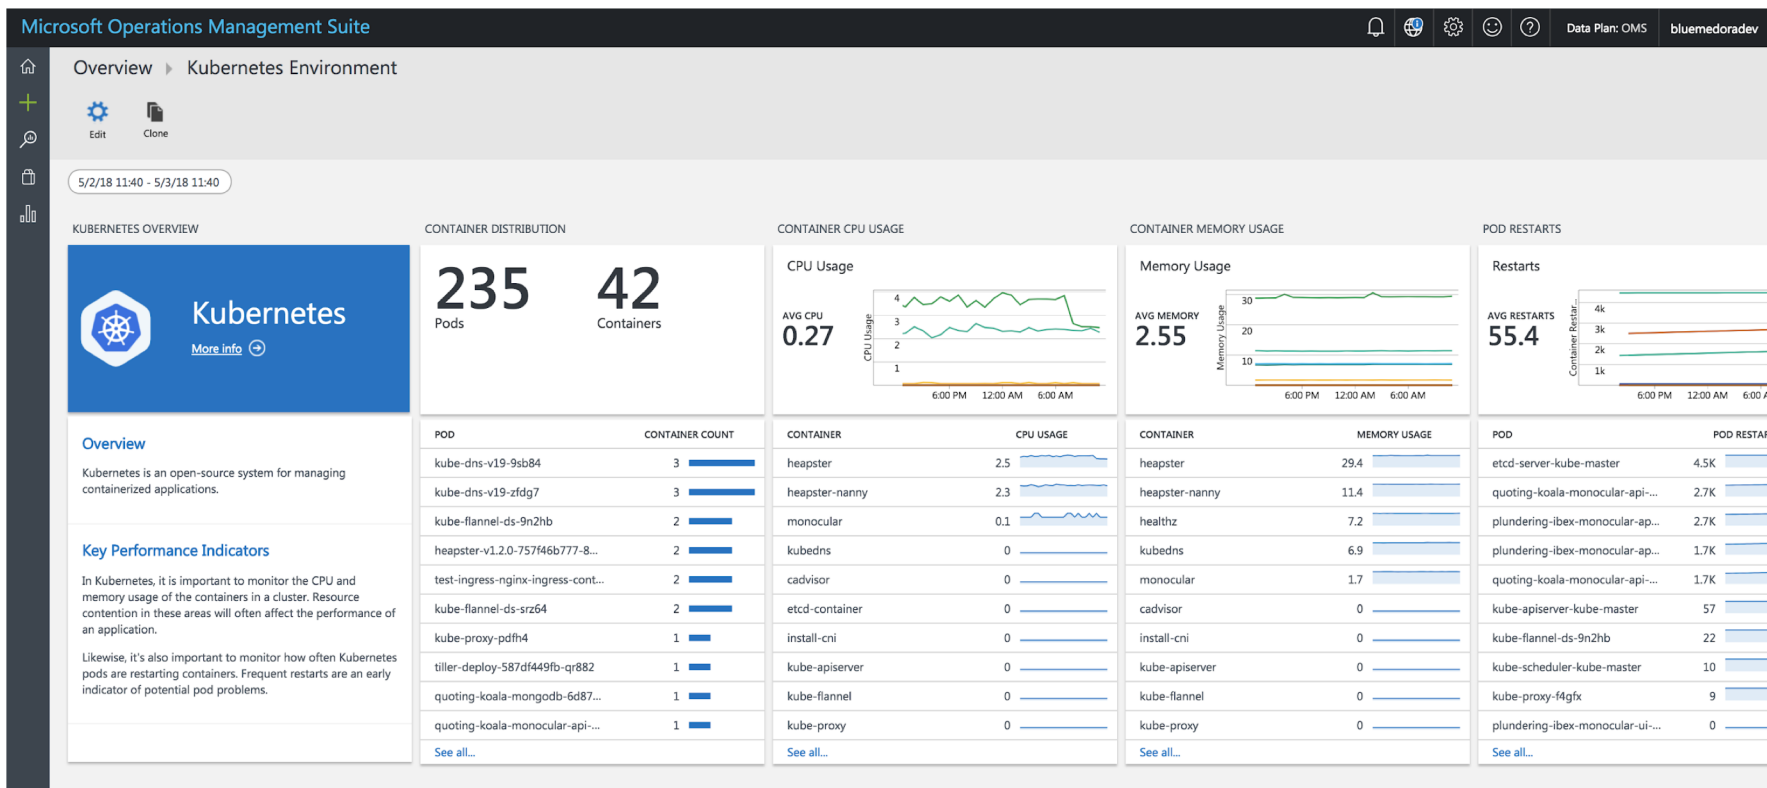 Microsoft Operations Management Suite
Data Plan: OMS
bluemedoradev
Overview
Kubernetes Environment
Edit
Clone
5/2/18 11:40 - 5/3/18 11:40
KUBERNETES OVERVIEW
Kubernetes
More info
Overview
Kubernetes is an open-source system for managing
containerized applications.
Key Performance Indicators
In Kubernetes, it is important to monitor the CPU and
memory usage of the containers in a cluster. Resource
contention in these areas will often affect the performance of
an application.
Likewise, it's also important to monitor how often Kubernetes
pods are restarting containers. Frequent restarts are an early
indicator of potential pod problems.
CONTAINER DISTRIBUTION
235 42
Pods Containers
POD CONTAINER COUNT
kube-dns-v19-9sb84 3
kube-dns-v19-zfdg7 3
kube-flannel-ds-9n2hb 2
heapster-v1.2.0-757f46b777-8... 2
test-ingress-nginx-ingress-cont... 2
kube-flannel-ds-srz64 2
kube-proxy-pdfh4 1
tiller-deploy-587df449fb-qr882 1
quoting-koala-mongodb-6d87... 1
quoting-koala-monocular-api-... 1
See all...
CONTAINER CPU USAGE
CPU Usage
AVG CPU
0.27
CPU Usage
4
3
2
1
6:00 PM 12:00 AM 6:00 AM
CONTAINER CPU USAGE
heapster 2.5
heapster-nanny 2.3
monocular 0.1
kubedns 0
cadvisor 0
etcd-container 0
install-cni 0
kube-apiserver 0
kube-flannel 0
kube-proxy 0
See all...
CONTAINER MEMORY USAGE
Memory Usage
AVG MEMORY
2.55
Memory Usage
30
20
10
6:00 PM 12:00 AM 6:00 AM
CONTAINER MEMORY USAGE
heapster 29.4
heapster-nanny 11.4
healthz 7.2
kubedns 6.9
monocular 1.7
cadvisor 0
install-cni 0
kube-apiserver 0
kube-flannel 0
kube-proxy 0
See all...
POD RESTARTS
Restarts
AVG RESTARTS
55.4
Container Restar...
4k
3k
2k
1k
6:00 PM 12:00 AM 6:00 A
POD POD RESTAR
etcd-server-kube-master 4.5K
quoting-koala-monocular-api-... 2.7K
plundering-ibex-monocular-ap... 2.7K
plundering-ibex-monocular-ap... 1.7K
quoting-koala-monocular-api-... 1.7K
kube-apiserver-kube-master 57
kube-flannel-ds-9n2hb 22
kube-scheduler-kube-master 10
kube-proxy-f4gfx 9
plundering-ibex-monocular-ui-... 0
See all...